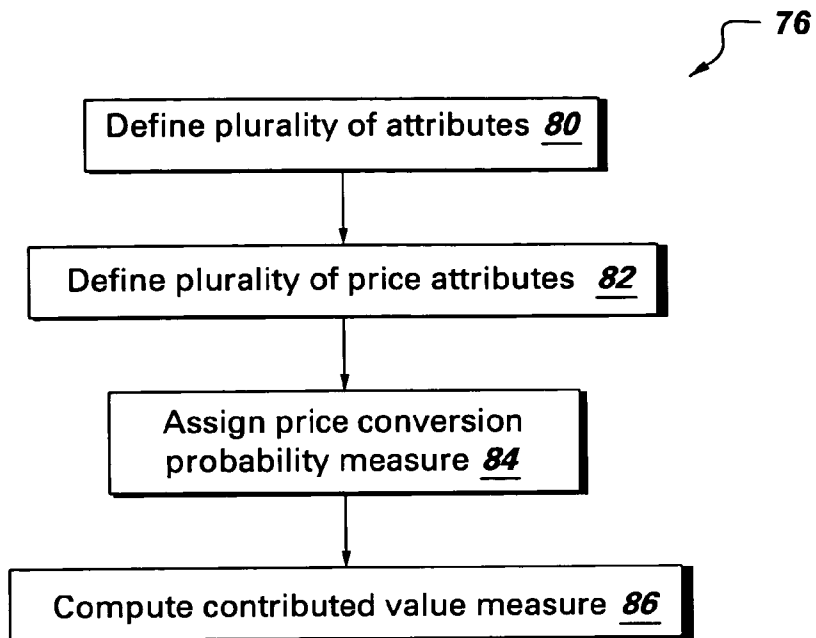 76
Define plurality of attributes 80
Define plurality of price attributes 82
Assign price conversion
probability measure 84
Compute contributed value measure 86